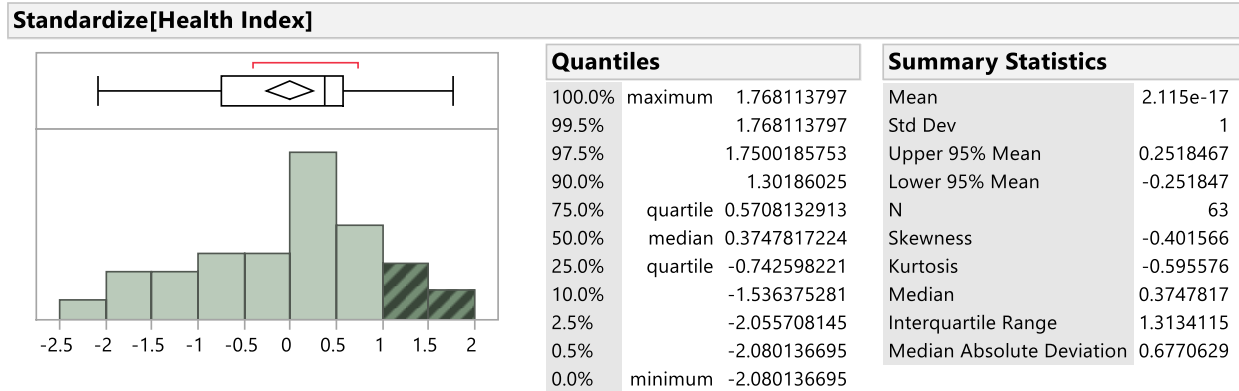 Standardize[Health Index]
-2.5 -2 -1.5 -1 -0.5 0 0.5 1 1.5 2
Quantiles
100.0% maximum 1.768113797
99.5% 1.768113797
97.5% 1.7500185753
90.0% 1.30186025
75.0% quartile 0.5708132913
50.0% median 0.3747817224
25.0% quartile -0.742598221
10.0% -1.536375281
2.5% -2.055708145
0.5% -2.080136695
0.0% minimum -2.080136695
Summary Statistics
Mean 2.115e-17
Std Dev 1
Upper 95% Mean 0.2518467
Lower 95% Mean -0.251847
N 63
Skewness -0.401566
Kurtosis -0.595576
Median 0.3747817
Interquartile Range 1.3134115
Median Absolute Deviation 0.6770629